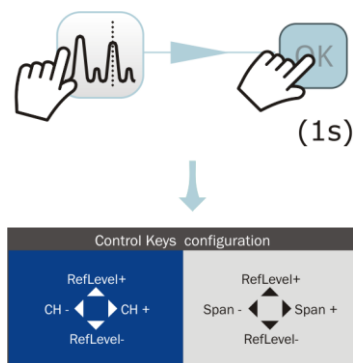 OK
(1s)
Control Keys configuration
RefLevel+
CH - CH +
RefLevel-
RefLevel+
Span - Span +
RefLevel-